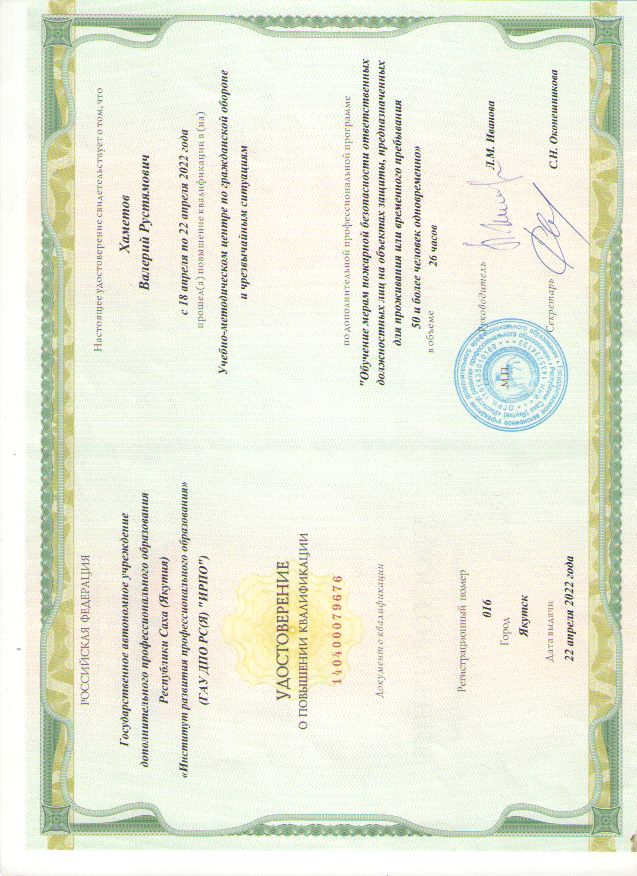 РОССИЙСКАЯ ФЕДЕРАЦИЯ
Государственное автономное учреждение
дополнительного профессионального образования
Республики Саха (Якутия)
«Институт развития профессионального образования»
(ГАУ ДПО РС(Я) "ИРПО")
УДОСТОВЕРЕНИЕ
О ПОВЫШЕНИИ КВАЛИФИКАЦИИ
140400079676
Документ о квалификации
Регистрационный номер
016
Город
Якутск
Дата выдачи
22 апреля 2022 года
Настоящее удостоверение свидетельствует о том, что
Хаметов
Валерий Рустямович
с 18 апреля по 22 апреля 2022 года
прошел(а) повышение квалификации в (на)
Учебно-методическом центре по гражданской обороне
и чрезвычайным ситуациям
по дополнительной профессиональной программе
"Обучение мерам пожарной безопасности ответственных
должностных лиц на объектах защиты, предназначенных
для проживания или временного пребывания
50 и более человек одновременно»
в объеме
26 часов
Руководитель
Л.М. Иванова
М.П.
Секретарь
С.Н. Оконешникова